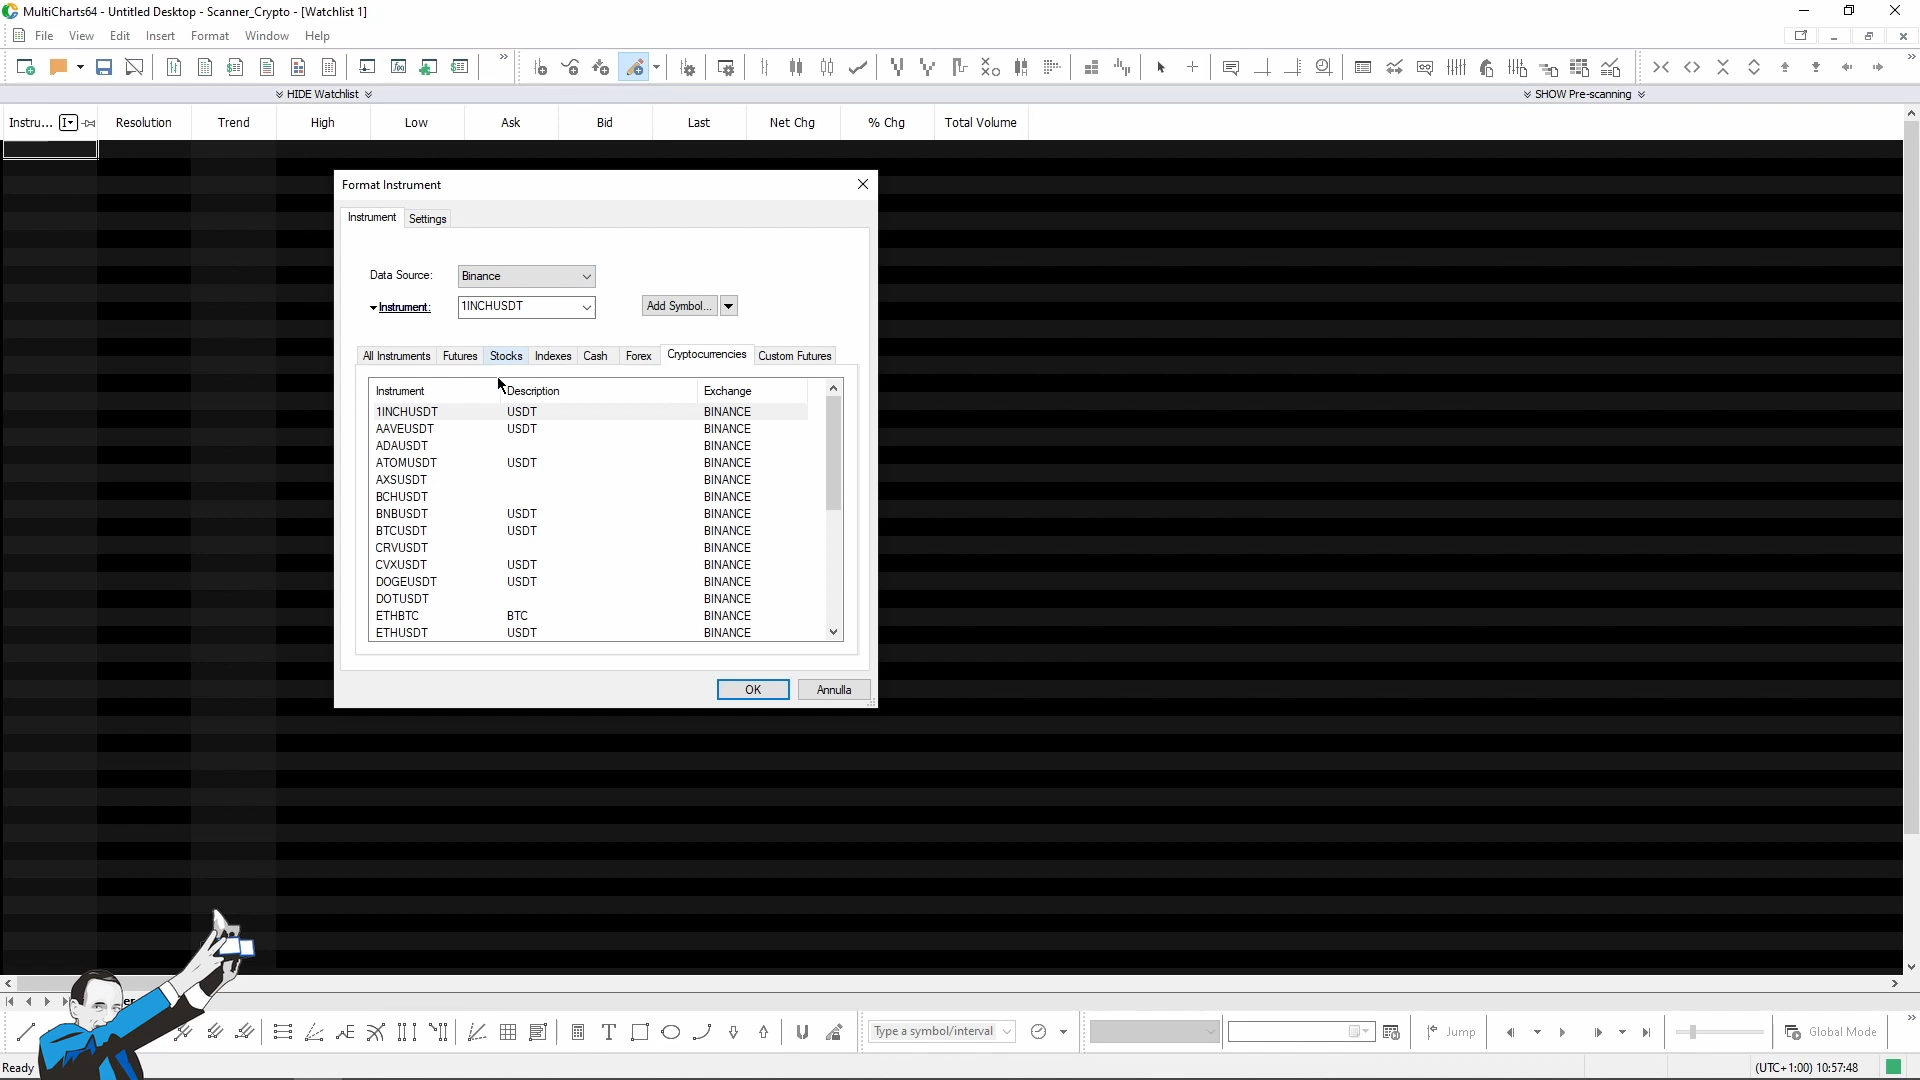 MultiCharts64 - Untitled Desktop - Scanner_Crypto - [Watchlist 1]
File View Edit Insert Format Window Help
HIDE Watchlist SHOW Pre-scanning
Instru... Resolution Trend High Low Ask Bid Last Net Chg % Chg Total Volume
Format Instrument
Instrument Settings
Data Source: Binance
Instrument: 1INCHUSDT Add Symbol...
All Instruments Futures Stocks Indexes Cash Forex Cryptocurrencies Custom Futures
Instrument Description Exchange
1INCHUSDT USDT BINANCE
AAVEUSDT USDT BINANCE
ADAUSDT BINANCE
ATOMUSDT USDT BINANCE
AXSUSDT BINANCE
BCHUSDT BINANCE
BNBUSDT USDT BINANCE
BTCUSDT USDT BINANCE
CRVUSDT BINANCE
CVXUSDT USDT BINANCE
DOGEUSDT USDT BINANCE
DOTUSDT BINANCE
ETHBTC BTC BINANCE
ETHUSDT USDT BINANCE
OK Annulla
Type a symbol/interval Jump Global Mode
Ready (UTC+1:00) 10:57:48